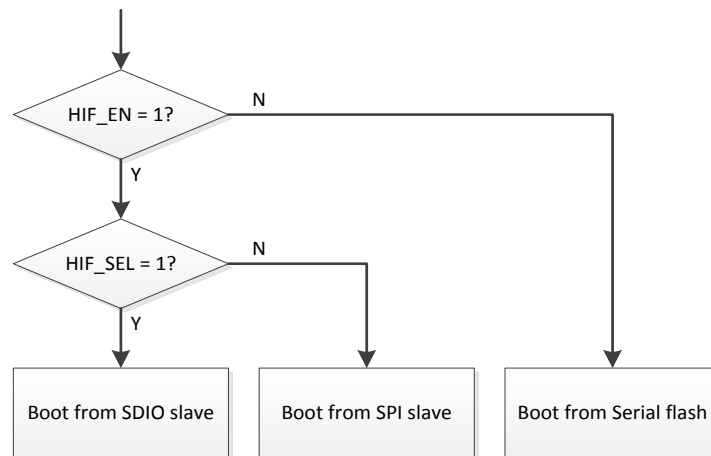 HIF_EN = 1?
N
Y
HIF_SEL = 1?
N
Y
Boot from SDIO slave
Boot from SPI slave
Boot from Serial flash